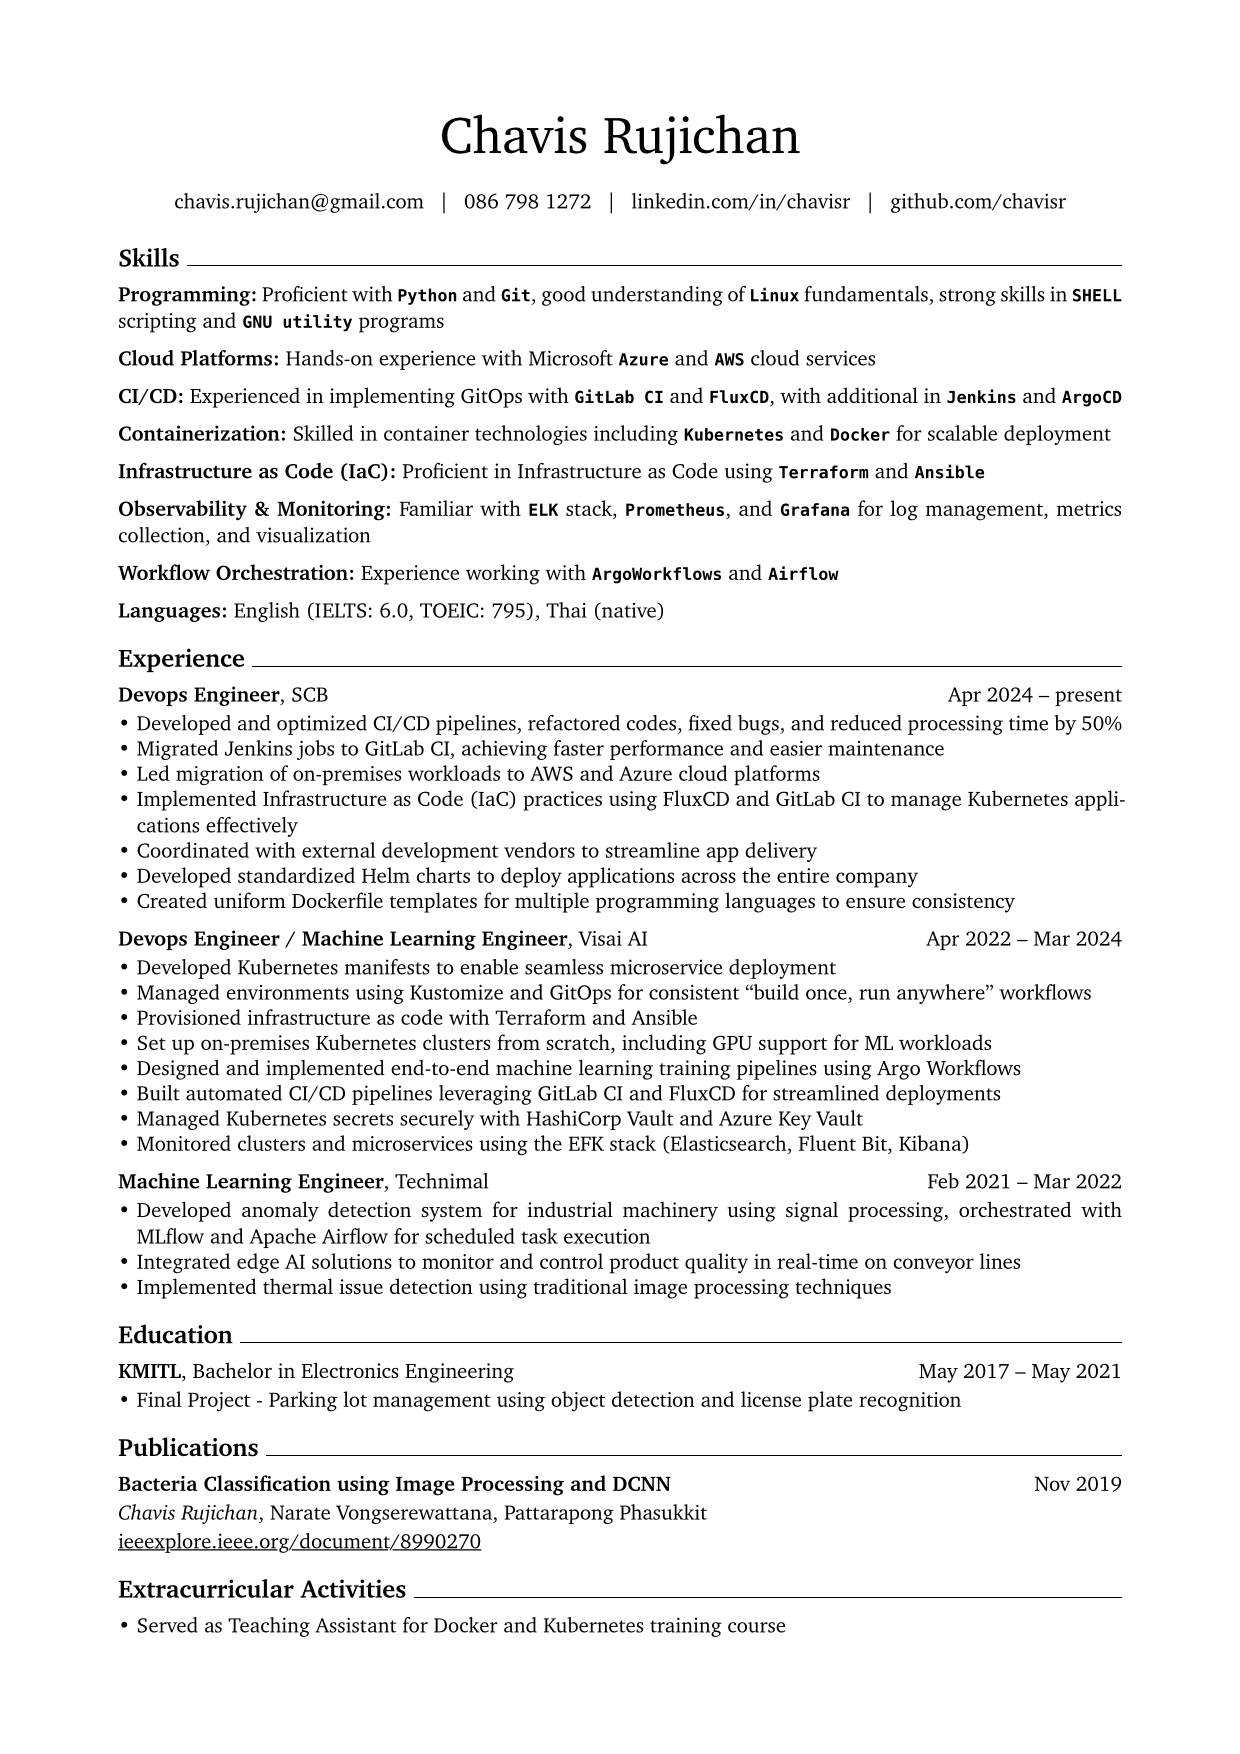 Chavis Rujichan
chavis.rujichan@gmail.com | 086 798 1272 | linkedin.com/in/chavisr | github.com/chavisr
Skills
Programming: Proficient with Python and Git, good understanding of Linux fundamentals, strong skills in SHELL
scripting and GNU utility programs
Cloud Platforms: Hands-on experience with Microsoft Azure and AWS cloud services
CI/CD: Experienced in implementing GitOps with GitLab CI and FluxCD, with additional in Jenkins and ArgoCD
Containerization: Skilled in container technologies including Kubernetes and Docker for scalable deployment
Infrastructure as Code (IaC): Proficient in Infrastructure as Code using Terraform and Ansible
Observability & Monitoring: Familiar with ELK stack, Prometheus, and Grafana for log management, metrics
collection, and visualization
Workflow Orchestration: Experience working with ArgoWorkflows and Airflow
Languages: English (IELTS: 6.0, TOEIC: 795), Thai (native)
Experience
Devops Engineer, SCB Apr 2024 – present
• Developed and optimized CI/CD pipelines, refactored codes, fixed bugs, and reduced processing time by 50%
• Migrated Jenkins jobs to GitLab CI, achieving faster performance and easier maintenance
• Led migration of on-premises workloads to AWS and Azure cloud platforms
• Implemented Infrastructure as Code (IaC) practices using FluxCD and GitLab CI to manage Kubernetes appli-
cations effectively
• Coordinated with external development vendors to streamline app delivery
• Developed standardized Helm charts to deploy applications across the entire company
• Created uniform Dockerfile templates for multiple programming languages to ensure consistency
Devops Engineer / Machine Learning Engineer, Visai AI Apr 2022 – Mar 2024
• Developed Kubernetes manifests to enable seamless microservice deployment
• Managed environments using Kustomize and GitOps for consistent “build once, run anywhere” workflows
• Provisioned infrastructure as code with Terraform and Ansible
• Set up on-premises Kubernetes clusters from scratch, including GPU support for ML workloads
• Designed and implemented end-to-end machine learning training pipelines using Argo Workflows
• Built automated CI/CD pipelines leveraging GitLab CI and FluxCD for streamlined deployments
• Managed Kubernetes secrets securely with HashiCorp Vault and Azure Key Vault
• Monitored clusters and microservices using the EFK stack (Elasticsearch, Fluent Bit, Kibana)
Machine Learning Engineer, Technimal Feb 2021 – Mar 2022
• Developed anomaly detection system for industrial machinery using signal processing, orchestrated with
MLflow and Apache Airflow for scheduled task execution
• Integrated edge AI solutions to monitor and control product quality in real-time on conveyor lines
• Implemented thermal issue detection using traditional image processing techniques
Education
KMITL, Bachelor in Electronics Engineering May 2017 – May 2021
• Final Project - Parking lot management using object detection and license plate recognition
Publications
Bacteria Classification using Image Processing and DCNN Nov 2019
Chavis Rujichan, Narate Vongserewattana, Pattarapong Phasukkit
ieeexplore.ieee.org/document/8990270
Extracurricular Activities
• Served as Teaching Assistant for Docker and Kubernetes training course